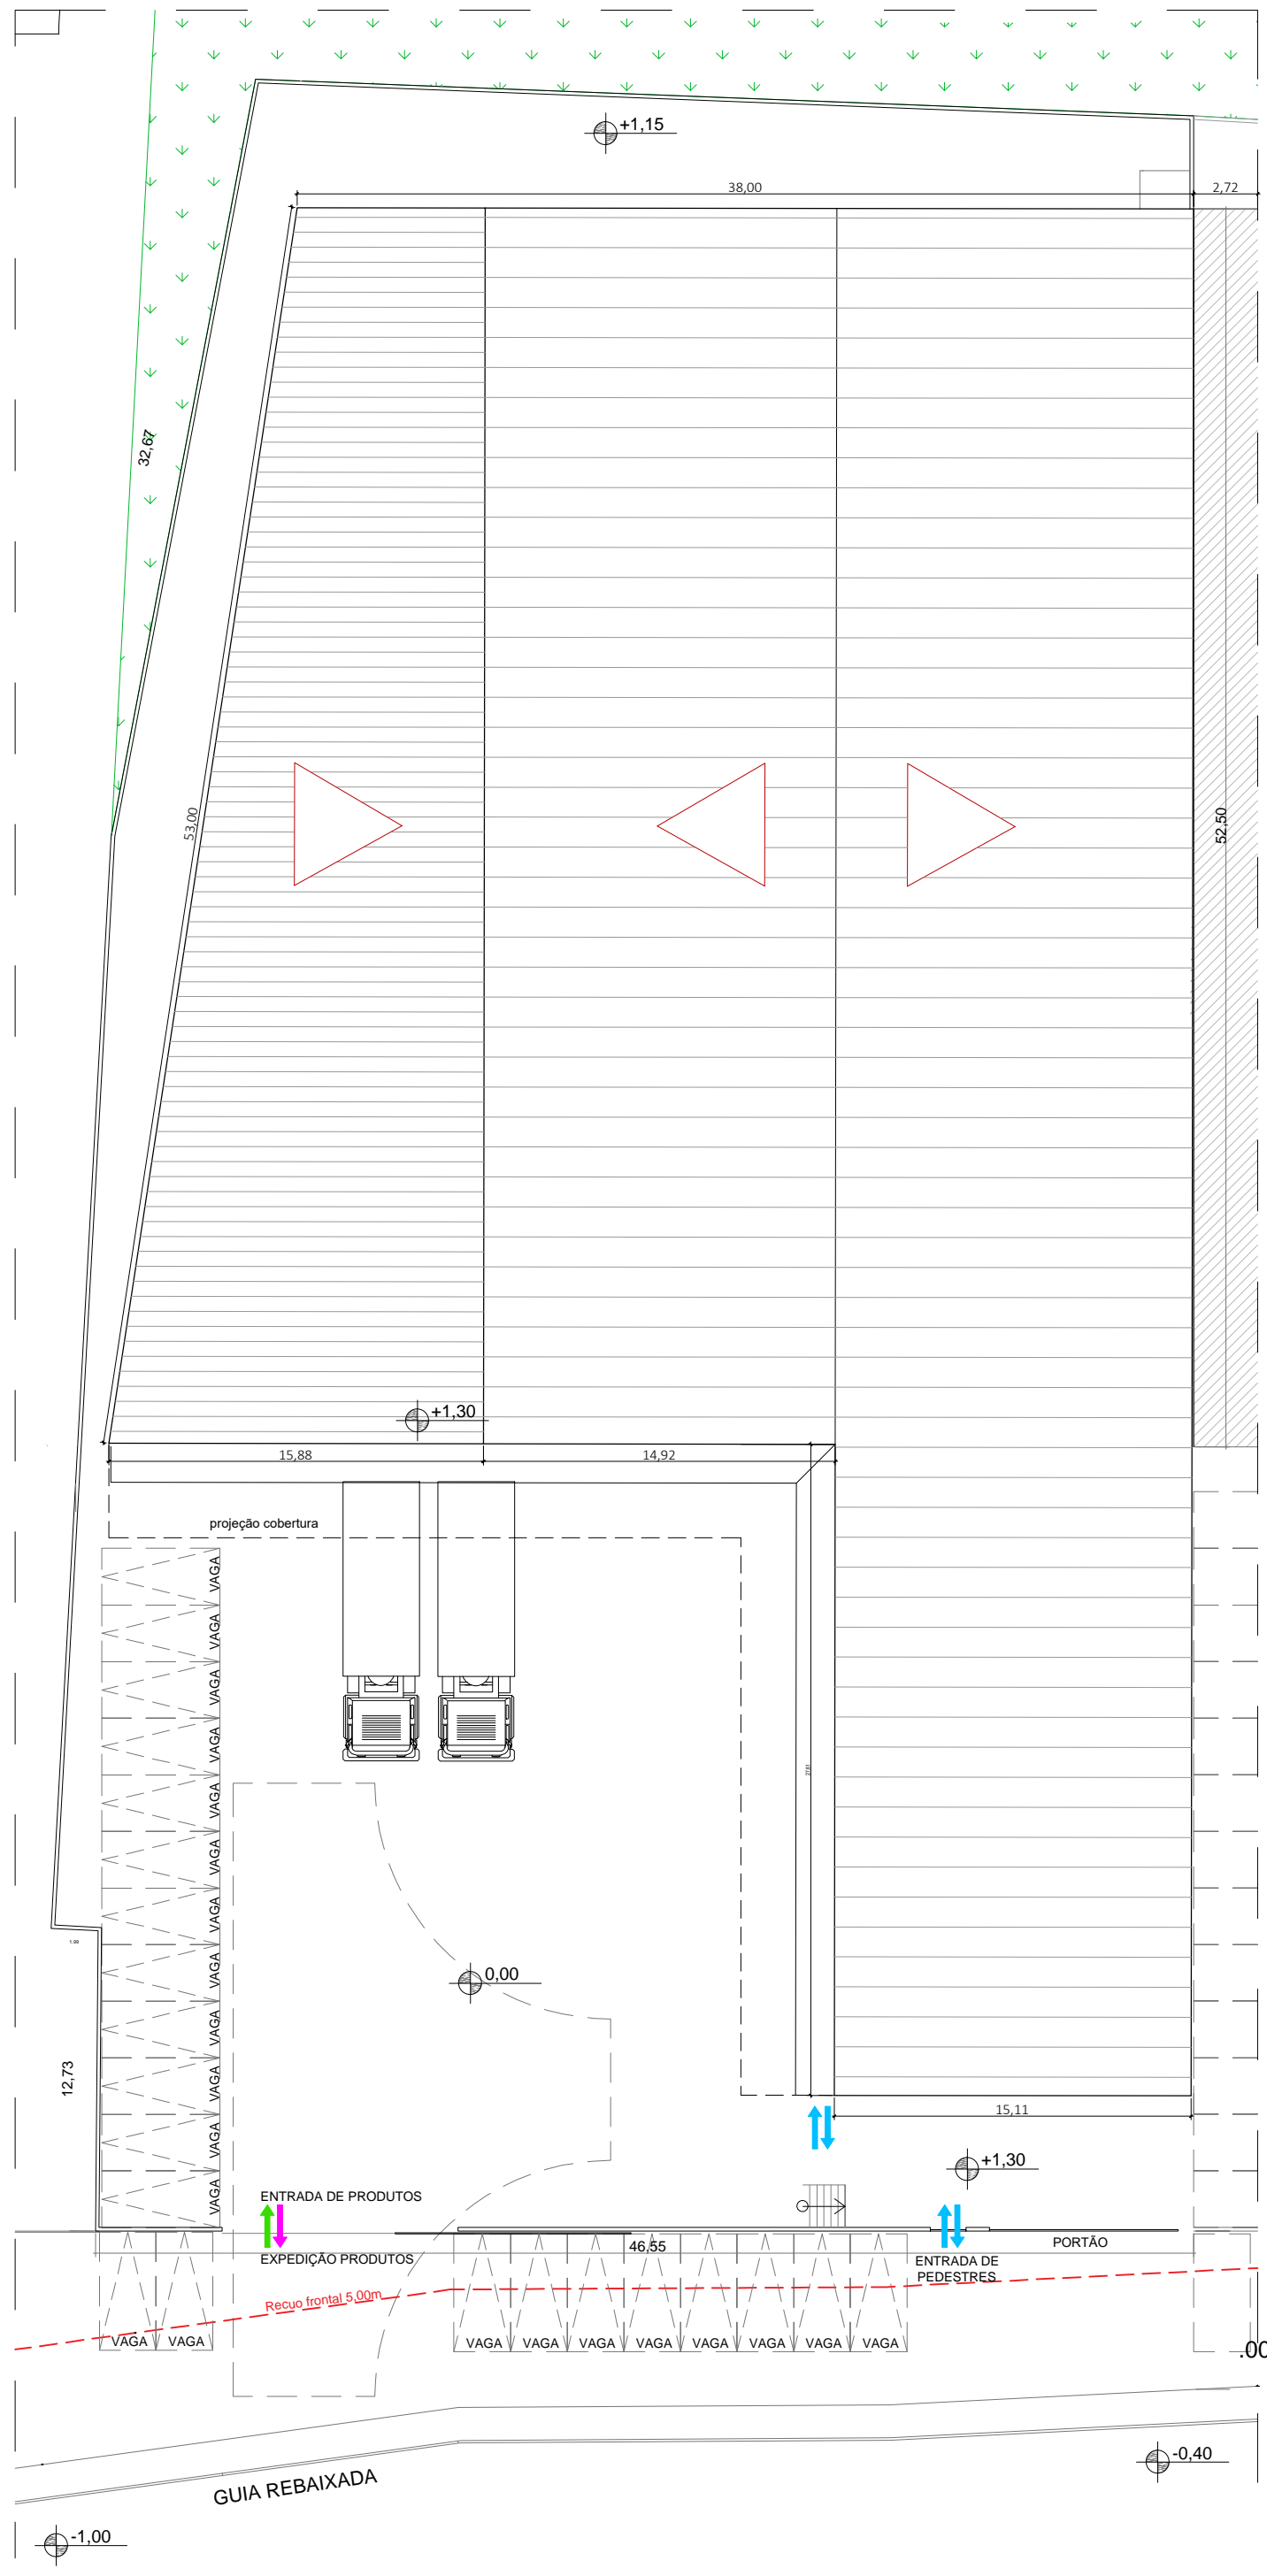 +1,15
38,00
2,72
32,67
53,00
52,50
+1,30
15,88
14,92
projeção cobertura
VAGA
VAGA
VAGA
VAGA
VAGA
VAGA
VAGA
VAGA
VAGA
VAGA
VAGA
VAGA
27,61
0,00
12,73
15,11
+1,30
ENTRADA DE PRODUTOS
EXPEDIÇÃO PRODUTOS
46,55
PORTÃO
ENTRADA DE
PEDESTRES
Recuo frontal 5,00m
VAGA VAGA
VAGA VAGA VAGA VAGA VAGA VAGA VAGA VAGA
.00
GUIA REBAIXADA
-0,40
-1,00